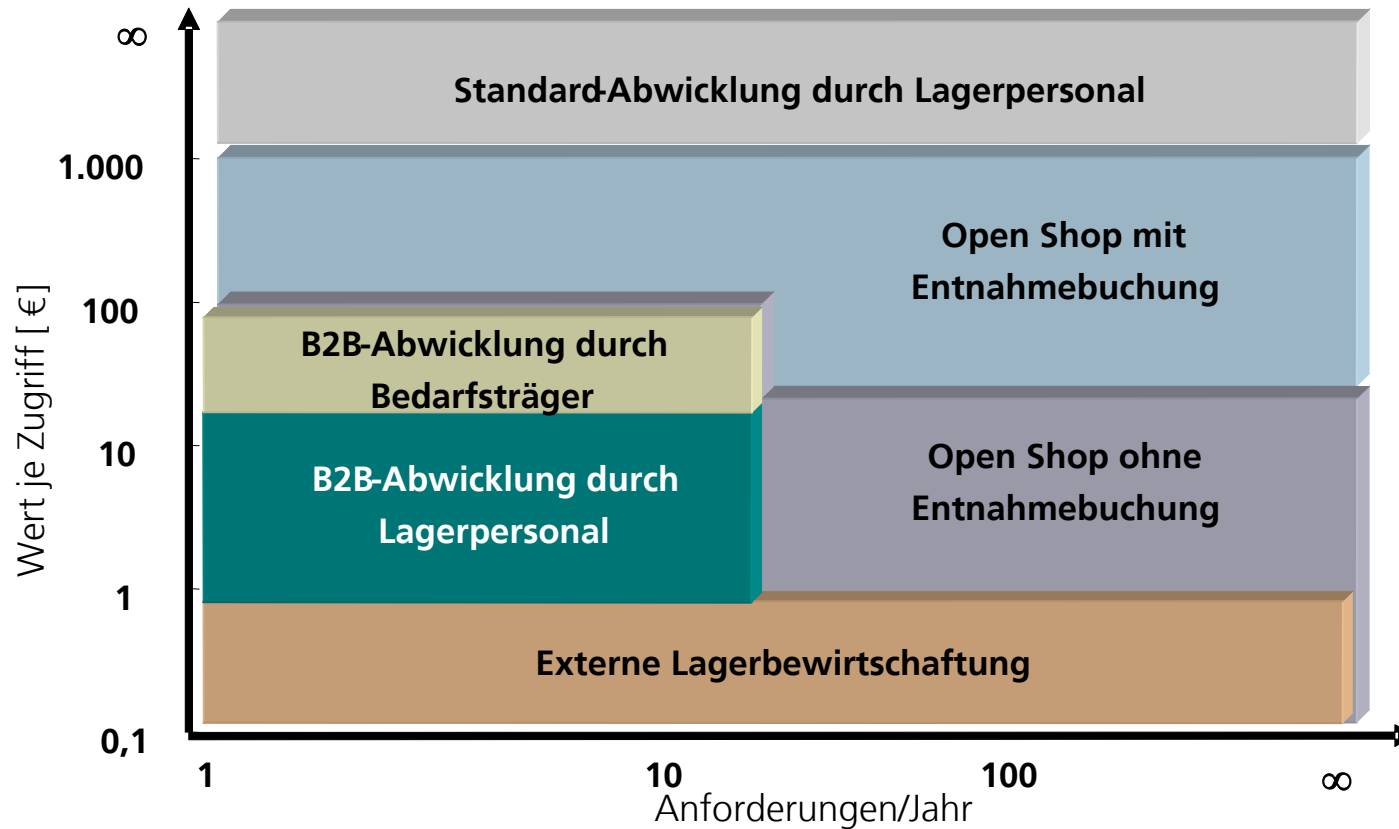 ∞
Standard-Abwicklung durch Lagerpersonal
1.000
Open Shop mit
Entnahmebuchung
Wert je Zugriff [€]
100
B2B-Abwicklung durch
Bedarfsträger
10
B2B-Abwicklung durch
Lagerpersonal
Open Shop ohne
Entnahmebuchung
1
Externe Lagerbewirtschaftung
0,1
1
10
100
∞
Anforderungen/Jahr